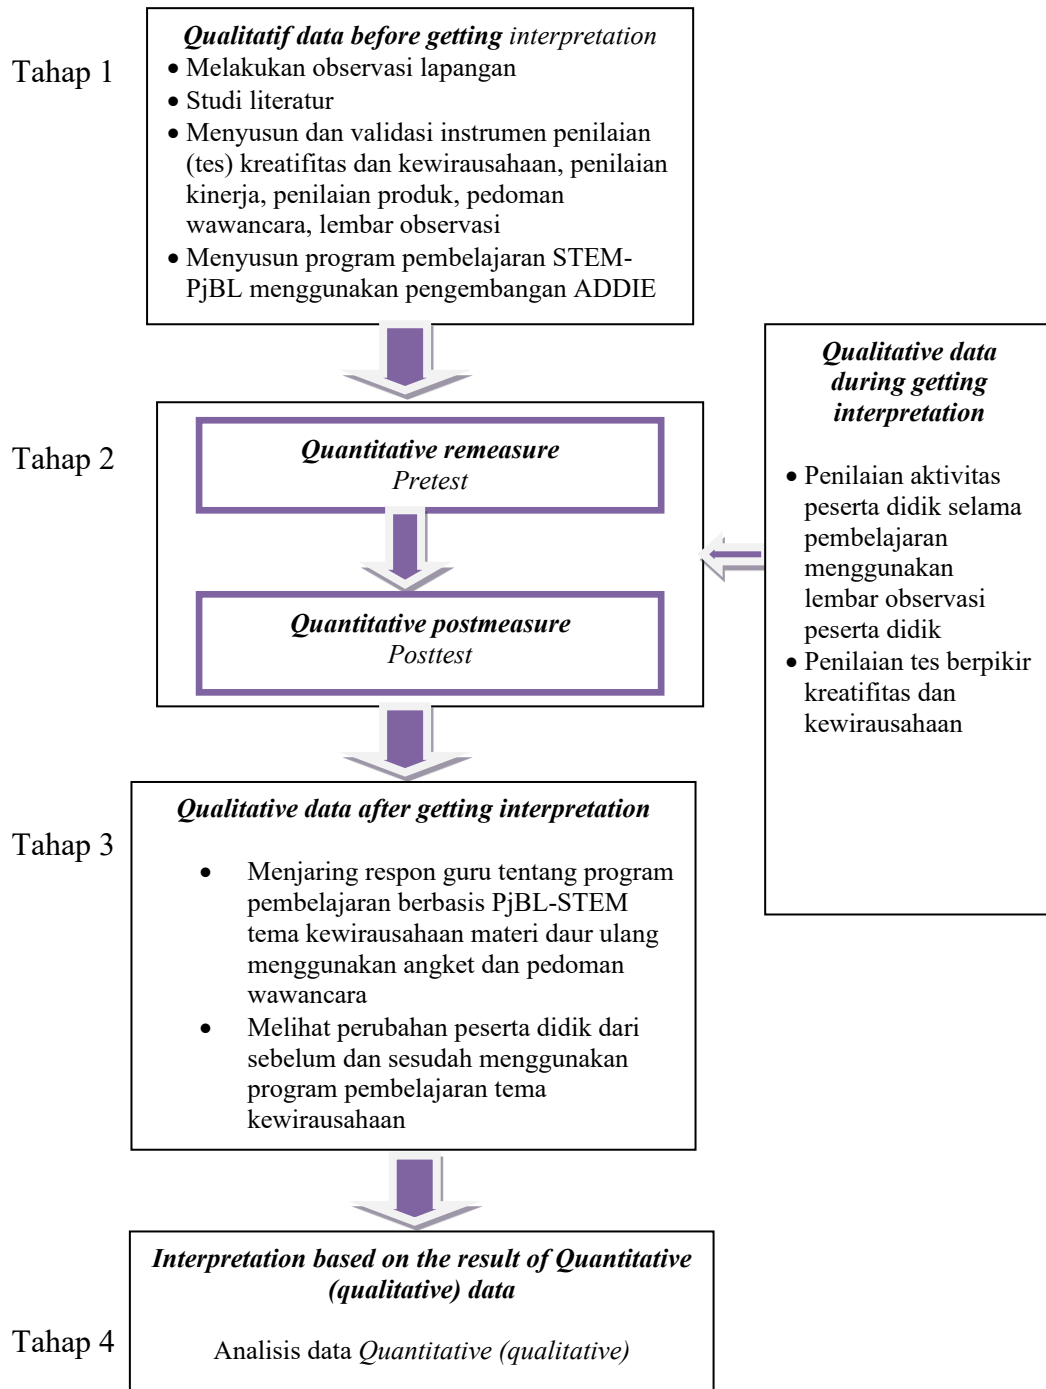 Tahap 1
Qualitatif data before getting interpretation
• Melakukan observasi lapangan
• Studi literatur
• Menyusun dan validasi instrumen penilaian
(tes) kreatifitas dan kewirausahaan, penilaian
kinerja, penilaian produk, pedoman
wawancara, lembar observasi
• Menyusun program pembelajaran STEM-
PjBL menggunakan pengembangan ADDIE
Tahap 2
Quantitative remeasure
Pretest
Quantitative postmeasure
Posttest
Qualitative data
during getting
interpretation
• Penilaian aktivitas
peserta didik selama
pembelajaran
menggunakan
lembar observasi
peserta didik
• Penilaian tes berpikir
kreatifitas dan
kewirausahaan
Tahap 3
Qualitative data after getting interpretation
• Menjaring respon guru tentang program
pembelajaran berbasis PjBL-STEM
tema kewirausahaan materi daur ulang
menggunakan angket dan pedoman
wawancara
• Melihat perubahan peserta didik dari
sebelum dan sesudah menggunakan
program pembelajaran tema
kewirausahaan
Tahap 4
Interpretation based on the result of Quantitative
(qualitative) data
Analisis data Quantitative (qualitative)